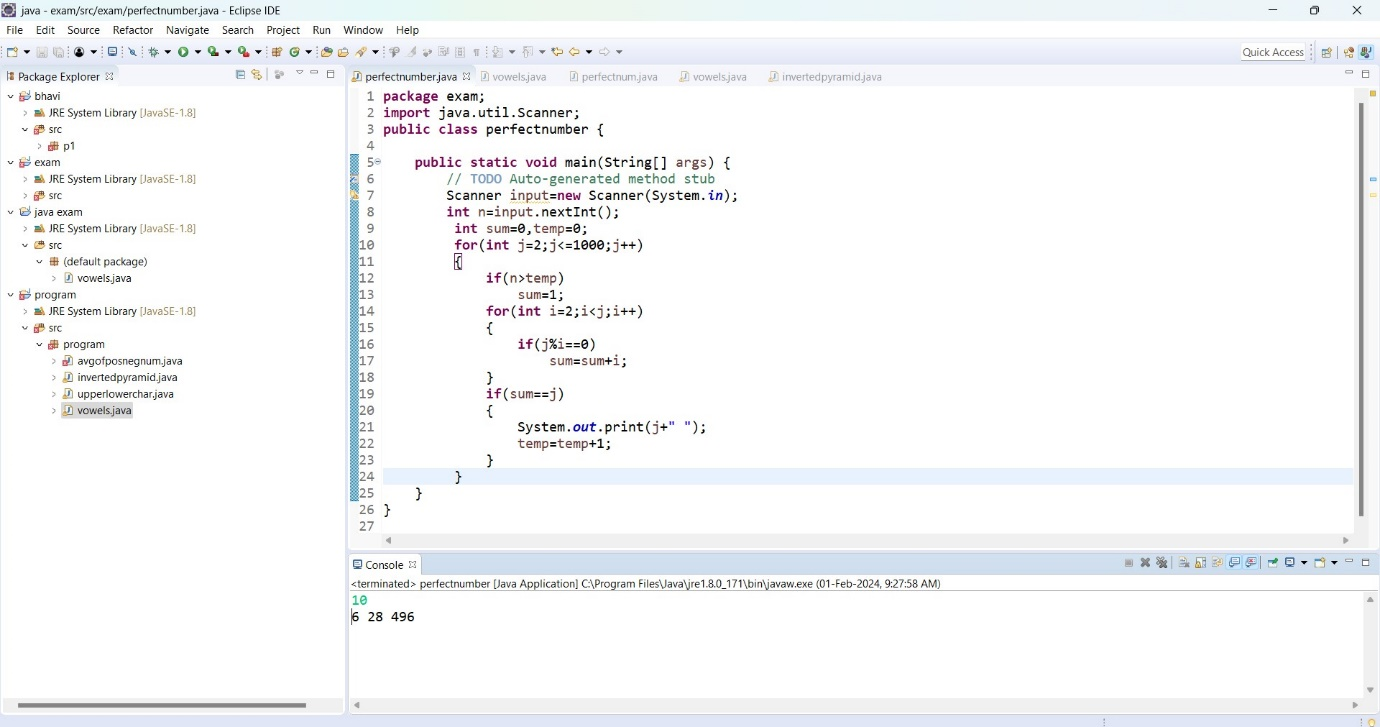 java - exam/src/exam/perfectnumber.java - Eclipse IDE
File Edit Source Refactor Navigate Search Project Run Window Help
Quick Access
Package Explorer
bhavi
JRE System Library [JavaSE-1.8]
src
p1
exam
JRE System Library [JavaSE-1.8]
src
java exam
JRE System Library [JavaSE-1.8]
src
(default package)
vowels.java
program
JRE System Library [JavaSE-1.8]
src
program
avgofposnegnum.java
invertedpyramid.java
upperlowerchar.java
vowels.java
perfectnumber.java vowels.java perfectnum.java vowels.java invertedpyramid.java
1 package exam;
2 import java.util.Scanner;
3 public class perfectnumber {
4
5 public static void main(String[] args) {
6 // TODO Auto-generated method stub
7 Scanner input=new Scanner(System.in);
8 int n=input.nextInt();
9 int sum=0,temp=0;
10 for(int j=2;j<=1000;j++)
11 {
12 if(n>temp)
13 sum=1;
14 for(int i=2;i<j;i++)
15 {
16 if(j%i==0)
17 sum=sum+i;
18 }
19 if(sum==j)
20 {
21 System.out.print(j+" ");
22 temp=temp+1;
23 }
24 }
25 }
26 }
27
Console
<terminated> perfectnumber [Java Application] C:\Program Files\Java\jre1.8.0_171\bin\javaw.exe (01-Feb-2024, 9:27:58 AM)
10
6 28 496